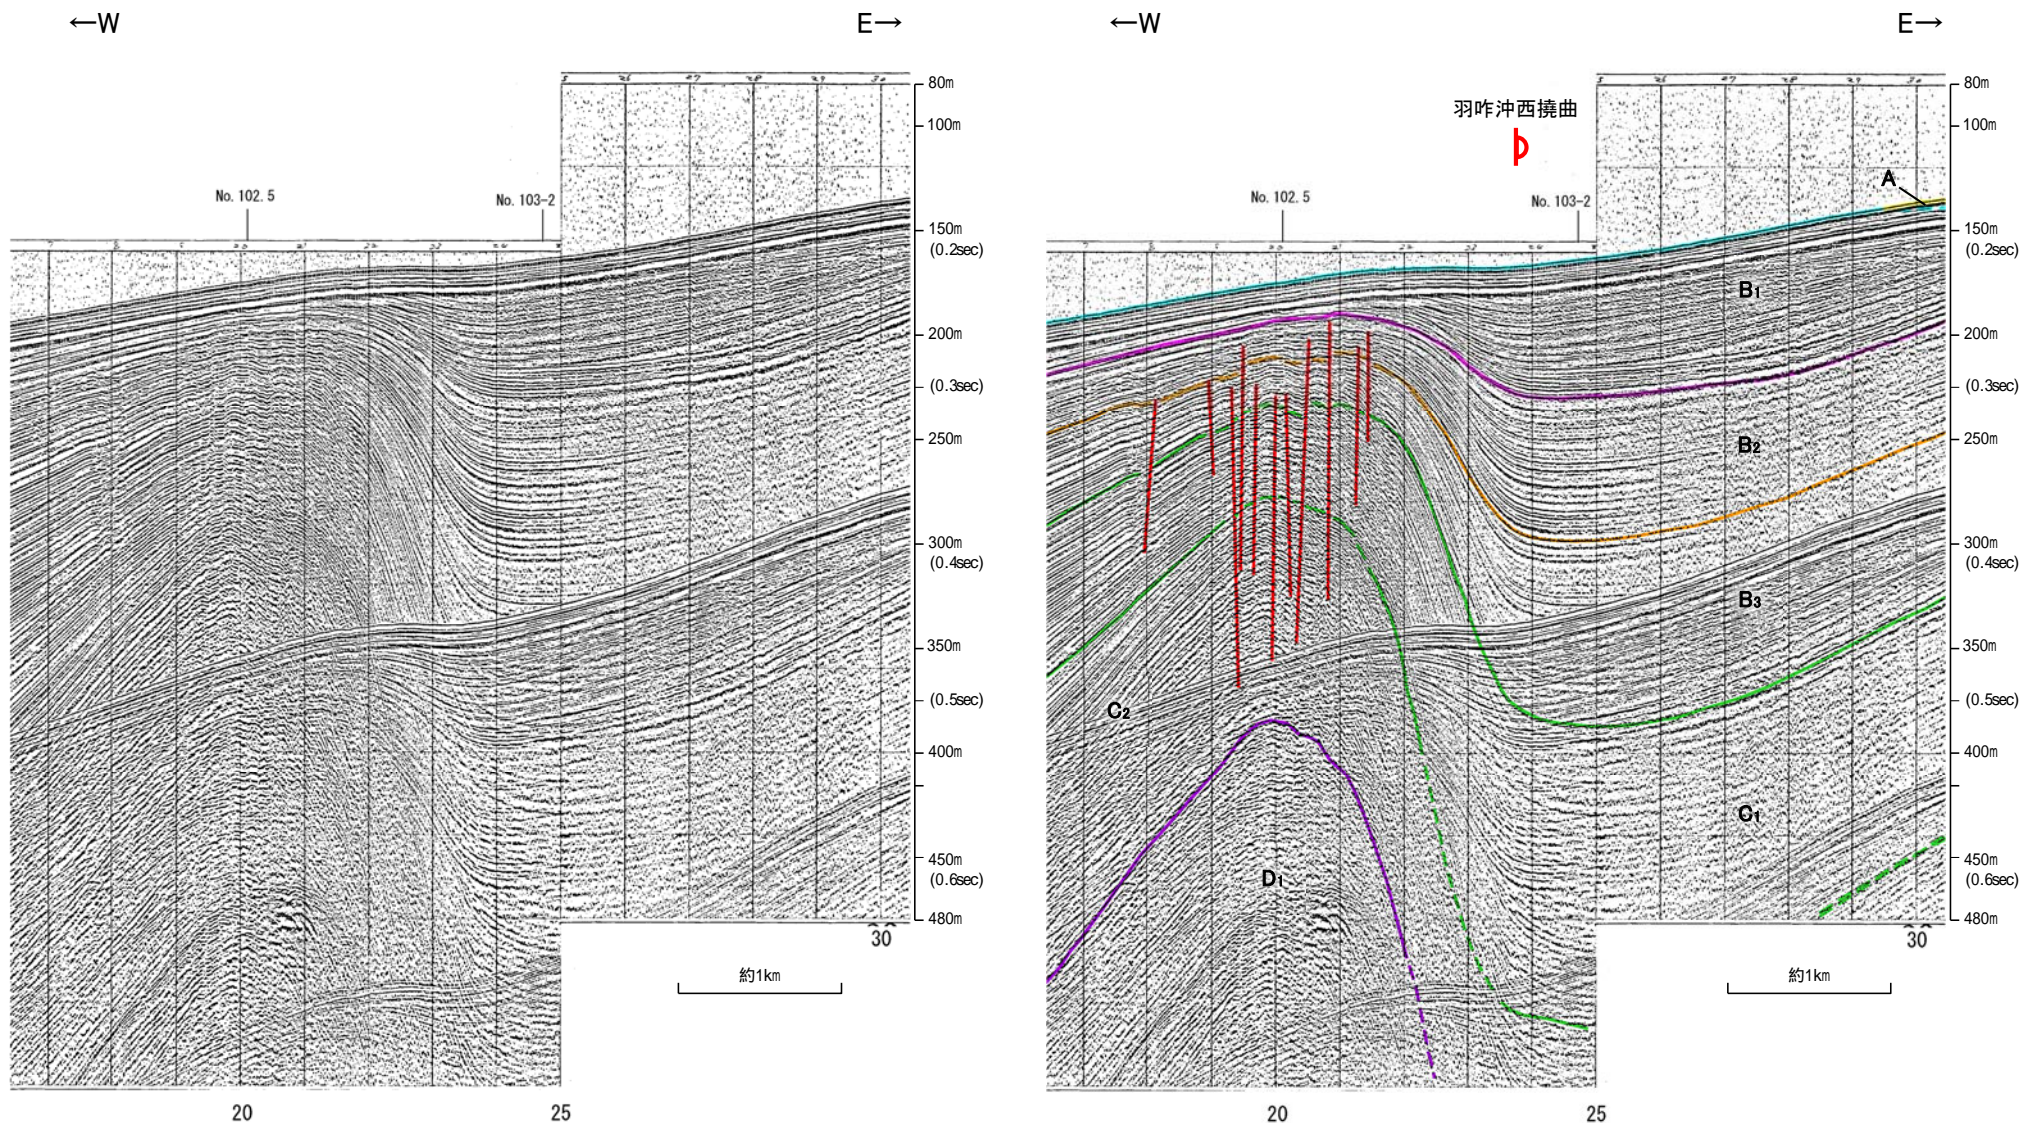 ←W
E→
80m
100m
No. 102. 5
No. 103-2
150m
(0.2sec)
200m
(0.3sec)
250m
300m
(0.4sec)
350m
(0.5sec)
400m
450m
(0.6sec)
480m
30
約1km
20
25
←W
E→
羽咋沖西撓曲
80m
100m
A
No. 102. 5
No. 103-2
150m
(0.2sec)
B1
200m
(0.3sec)
B2
250m
300m
(0.4sec)
B3
350m
(0.5sec)
C2
400m
C1
450m
(0.6sec)
D1
480m
30
約1km
20
25